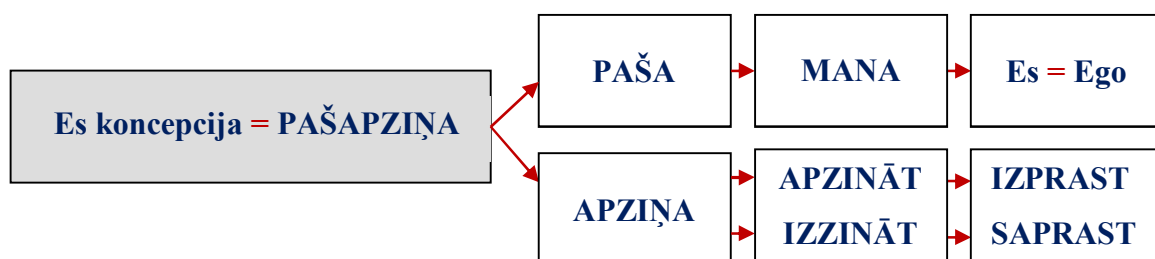 PAŠA
MANA
Es = Ego
Es koncepcija = PAŠAPZIŅA
APZIŅA
APZINĀT
IZZINĀT
IZPRAST
SAPRAST